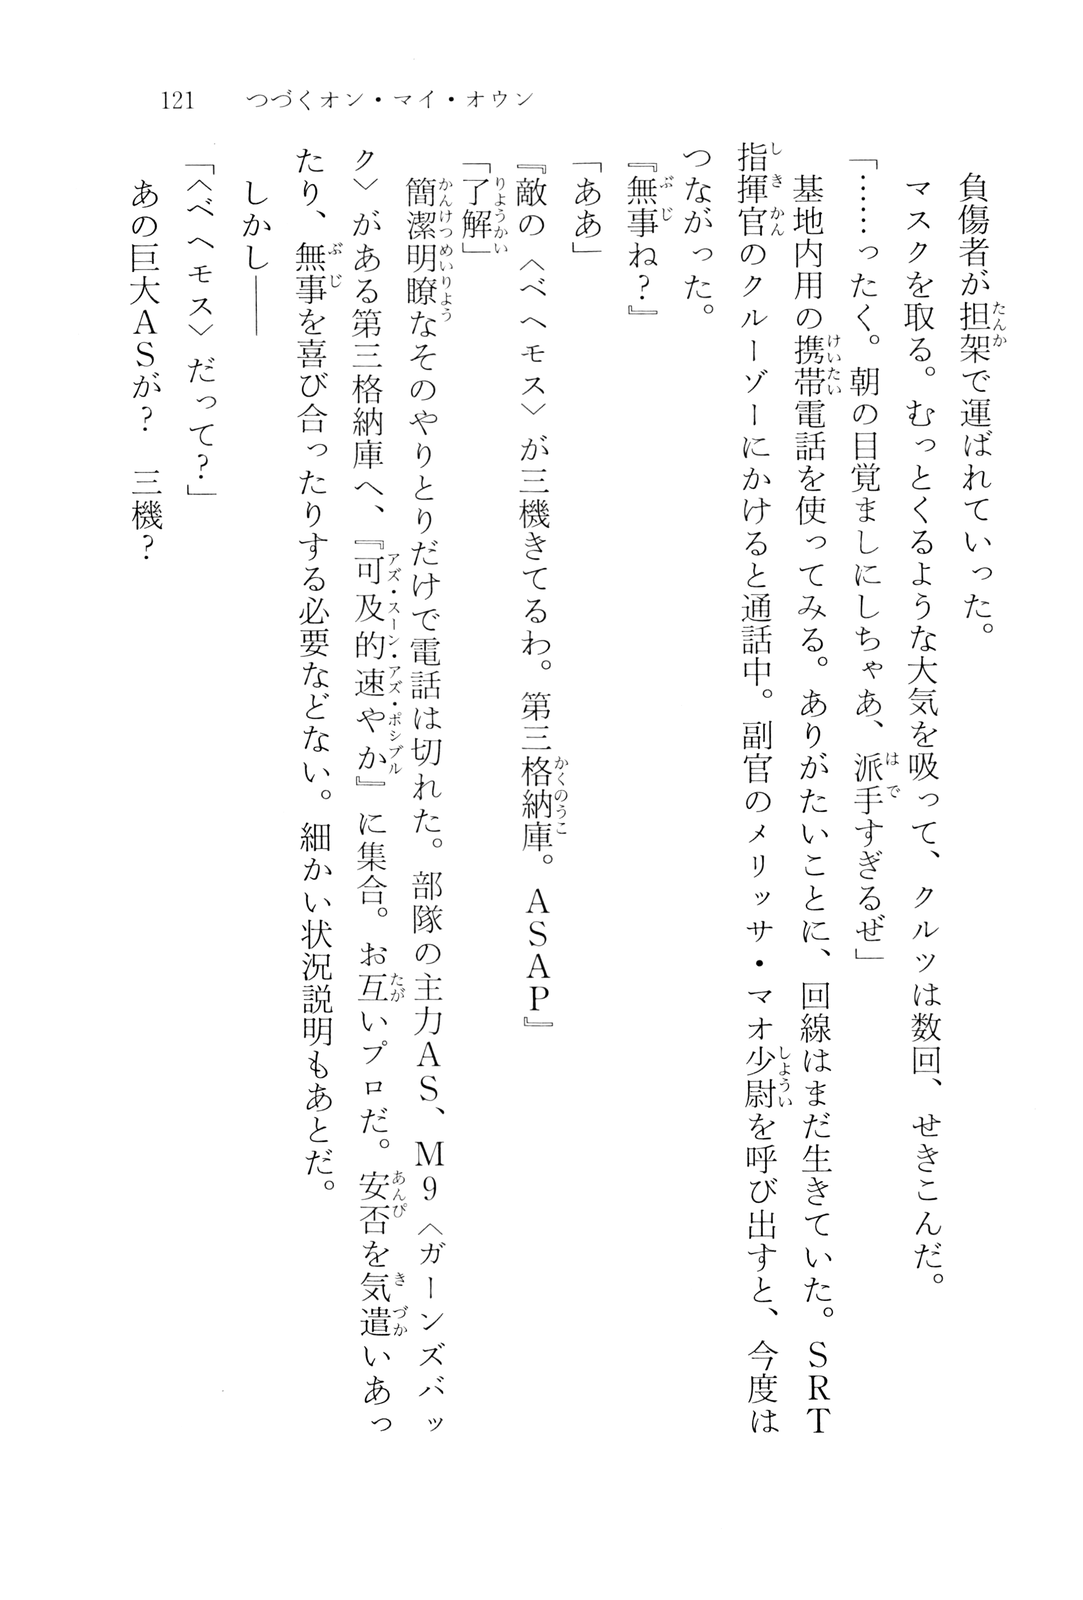 121　つづくオン・マイ・オウン
　負傷者が担架で運ばれていった。
　マスクを取る。むっとくるような大気を吸って、クルツは数回、せきこんだ。
「……ったく。朝の目覚ましにしちゃあ、派手すぎるぜ」
　基地内用の携帯電話を使ってみる。ありがたいことに、回線はまだ生きていた。ＳＲＴ
指揮官のクルーゾーにかけると通話中。副官のメリッサ・マオ少尉を呼び出すと、今度は
つながった。
『無事ね？』
「ああ」
『敵の〈ベヘモス〉が三機きてるわ。第三格納庫。ＡＳＡＰ』
「了解」
　簡潔明瞭なそのやりとりだけで電話は切れた。部隊の主力ＡＳ、Ｍ９〈ガーンズバッ
ク〉がある第三格納庫へ、『可及的速やか』に集合。お互いプロだ。安否を気遣いあっ
たり、無事を喜び合ったりする必要などない。細かい状況説明もあとだ。
　しかし――
「〈ベヘモス〉だって？」
　あの巨大ＡＳが？　三機？